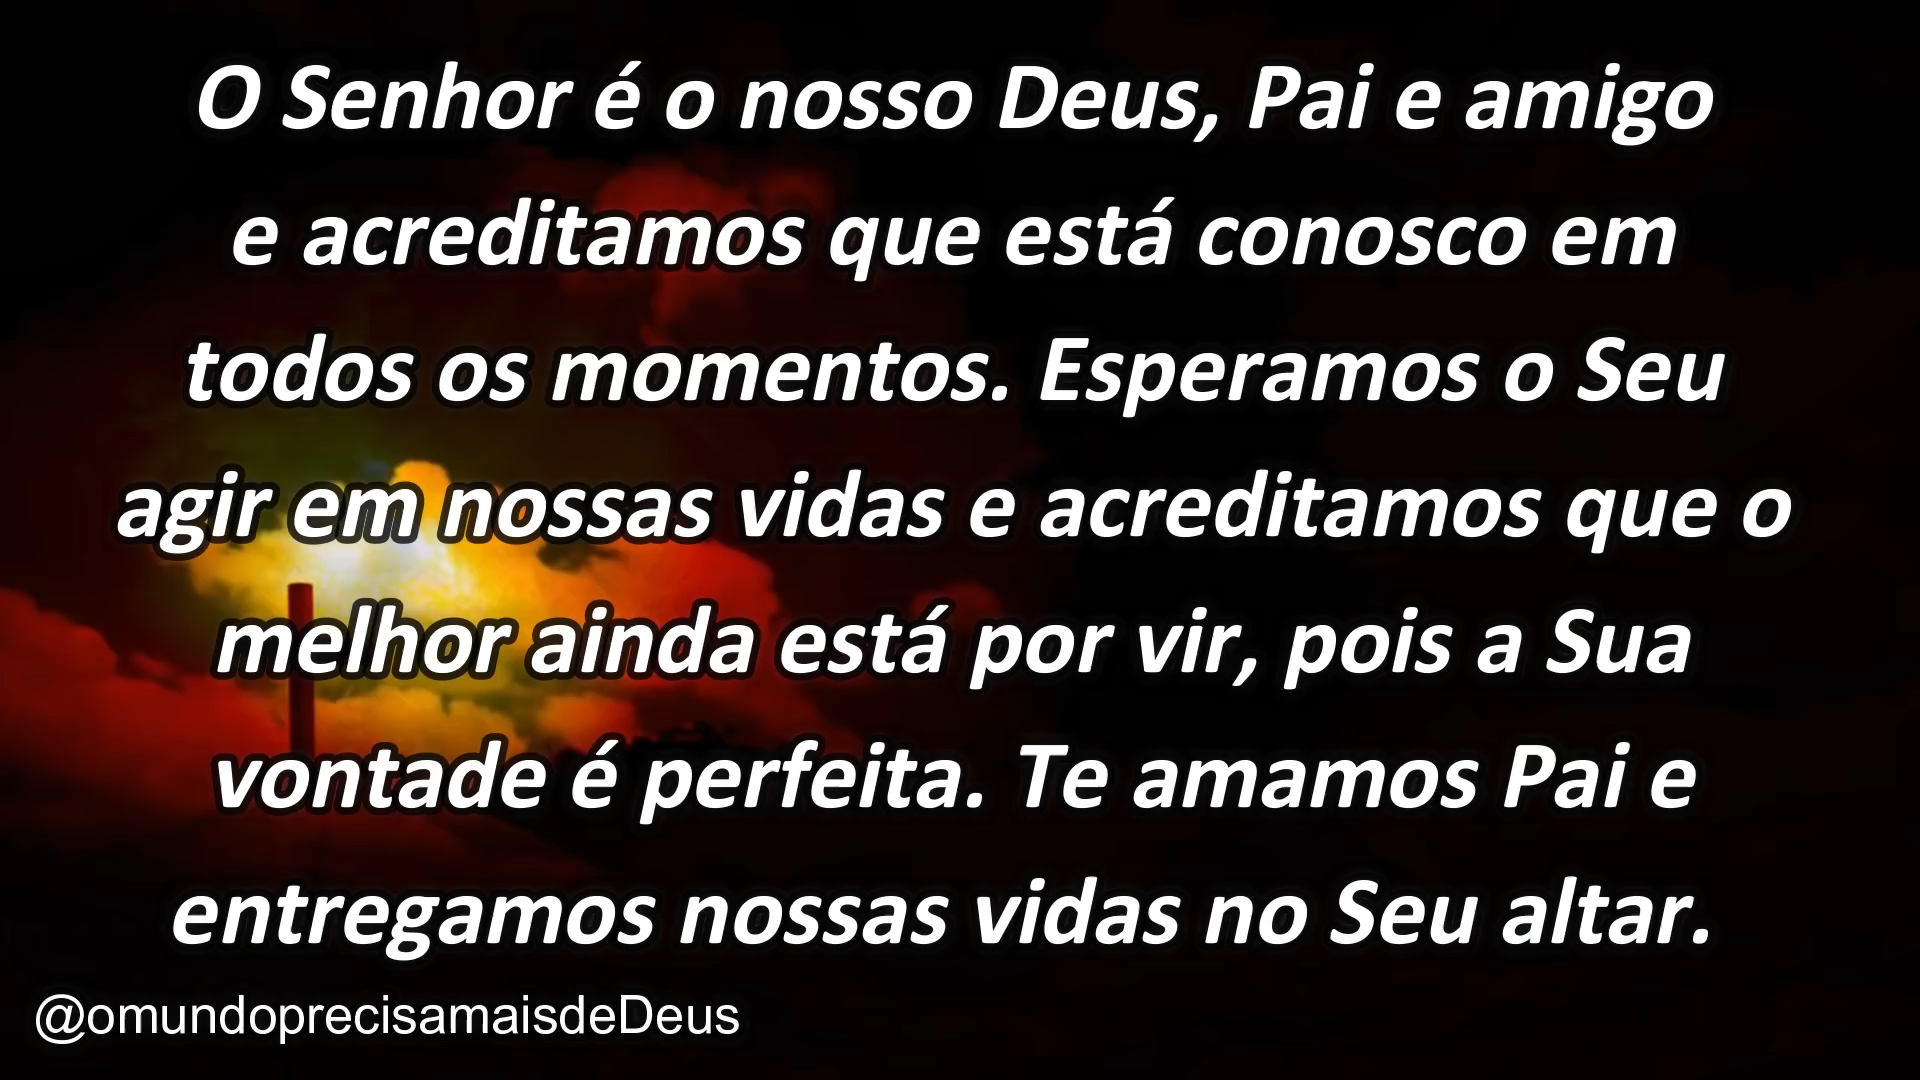 O Senhor é o nosso Deus, Pai e amigo
e acreditamos que está conosco em
todos os momentos. Esperamos o Seu
agir em nossas vidas e acreditamos que o
melhor ainda está por vir, pois a Sua
vontade é perfeita. Te amamos Pai e
entregamos nossas vidas no Seu altar.
@omundoprecisamaisdeDeus